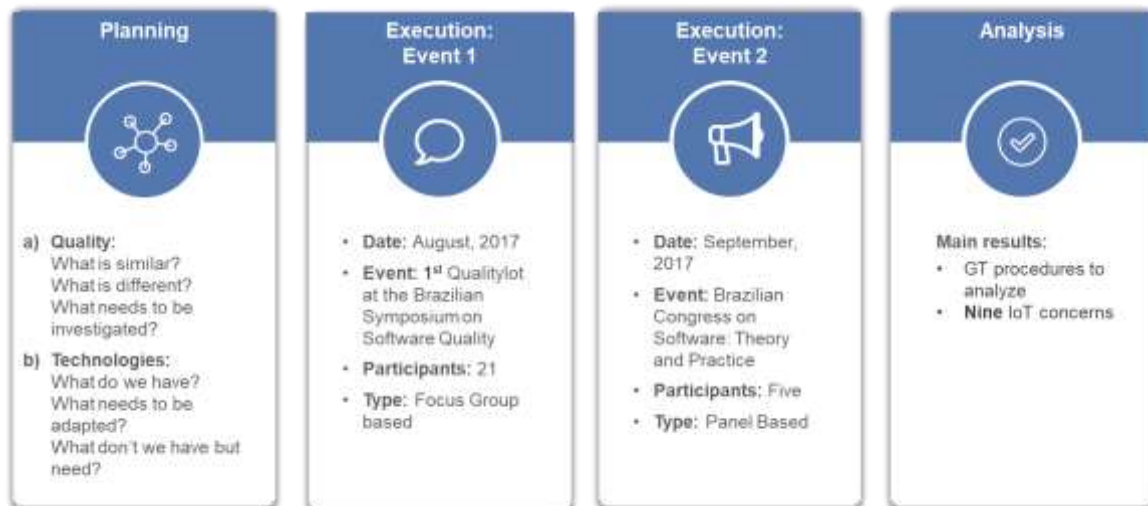 Planning
a) Quality:
What is similar?
What is different?
What needs to be
investigated?
b) Technologies:
What do we have?
What needs to be
adapted?
What don't we have but
need?
Execution:
Event 1
• Date: August, 2017
• Event: 1st QualityIot
at the Brazilian
Symposium on
Software Quality
• Participants: 21
• Type: Focus Group
based
Execution:
Event 2
• Date: September,
2017
• Event: Brazilian
Congress on
Software: Theory
and Practice
• Participants: Five
• Type: Panel Based
Analysis
Main results:
• GT procedures to
analyze
• Nine IoT concerns